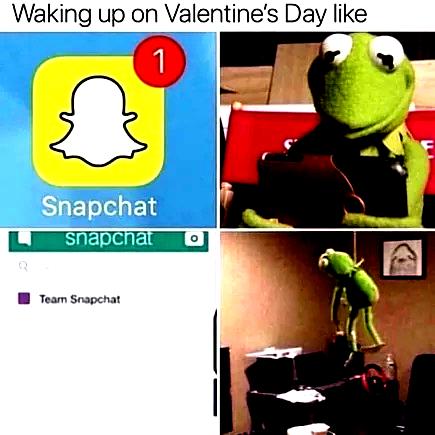 Waking up on Valentine's Day like
1
Snapchat
snapchat
Team Snapchat